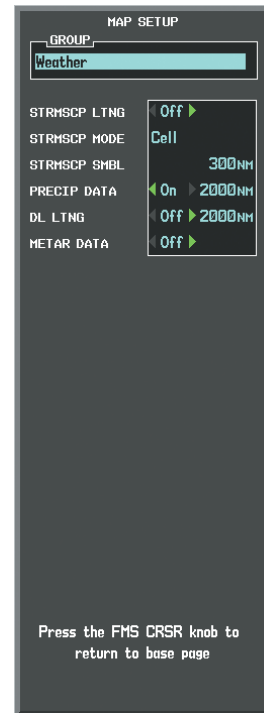 MAP SETUP
GROUP
Weather
STRMSCP LTNG Off
STRMSCP MODE Cell
STRMSCP SMBL 300NM
PRECIP DATA On 2000NM
DL LTNG Off 2000NM
METAR DATA Off
Press the FMS CRSR knob to
return to base page